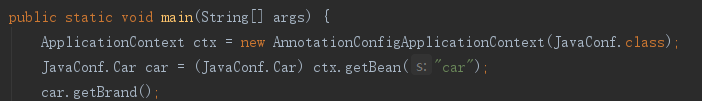 public static void main(String[] args) {
ApplicationContext ctx = new AnnotationConfigApplicationContext(JavaConf.class);
JavaConf.Car car = (JavaConf.Car) ctx.getBean( s: "car");
car.getBrand();